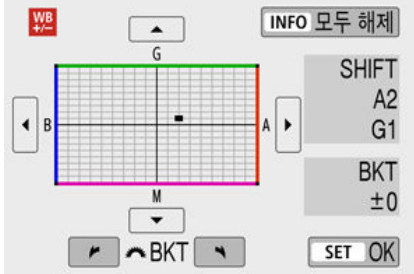 WB
+/−
INFO 모두 해제
G
B
A
M
SHIFT
A2
G1
BKT
±0
BKT
SET OK